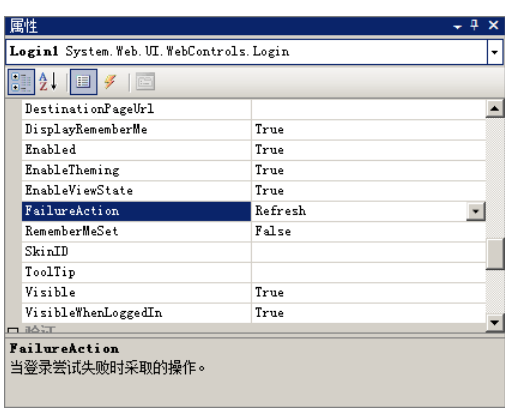 属性
Login1 System.Web.UI.WebControls.Login
DestinationPageUrl
DisplayRememberMe True
Enabled True
EnableTheming True
EnableViewState True
FailureAction Refresh
RememberMeSet False
SkinID
ToolTip
Visible True
VisibleWhenLoggedIn True
验证
FailureAction
当登录尝试失败时采取的操作。